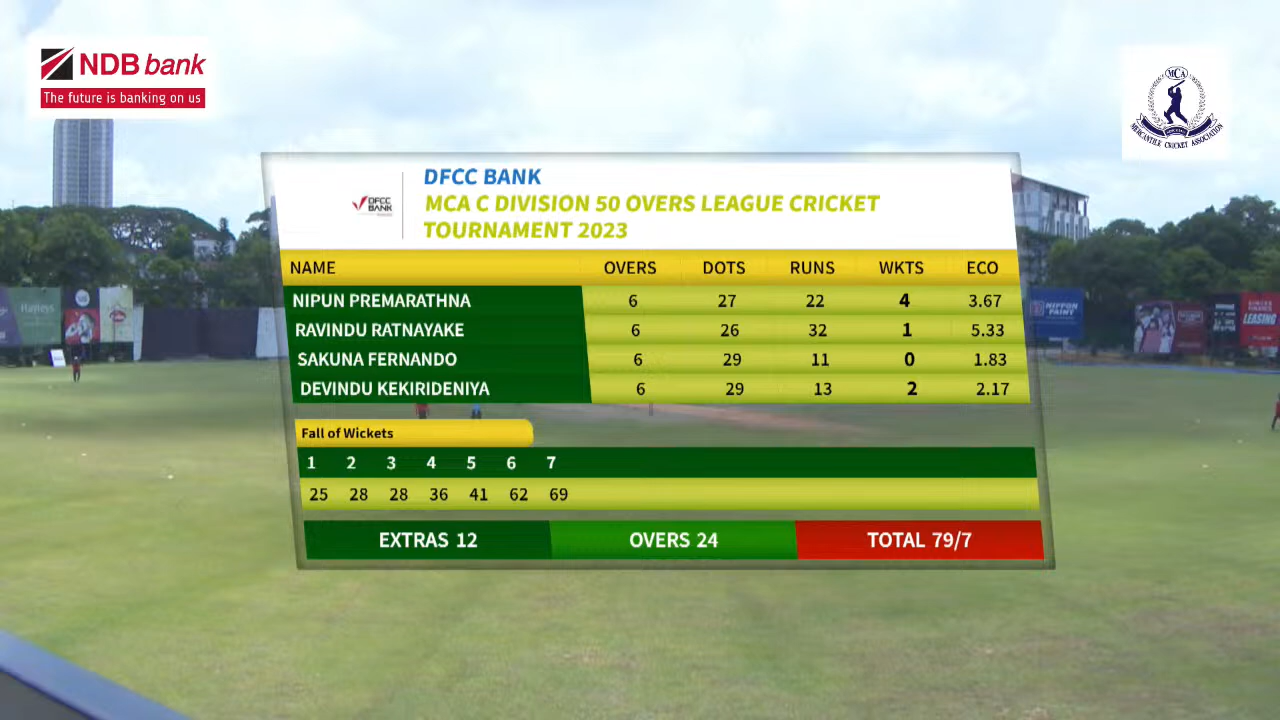 NDB bank
The future is banking on us
MCA
MERCANTILE CRICKET ASSOCIATION
DFCC BANK
DFCC
BANK
MCA C DIVISION 50 OVERS LEAGUE CRICKET
TOURNAMENT 2023
NAME OVERS DOTS RUNS WKTS ECO
NIPUN PREMARATHNA 6 27 22 4 3.67
RAVINDU RATNAYAKE 6 26 32 1 5.33
SAKUNA FERNANDO 6 29 11 0 1.83
DEVINDU KEKIRIDENIYA 6 29 13 2 2.17
Hayleys
NIPPON
PAINT
LEASING
Fall of Wickets
1 2 3 4 5 6 7
25 28 28 36 41 62 69
EXTRAS 12 OVERS 24 TOTAL 79/7